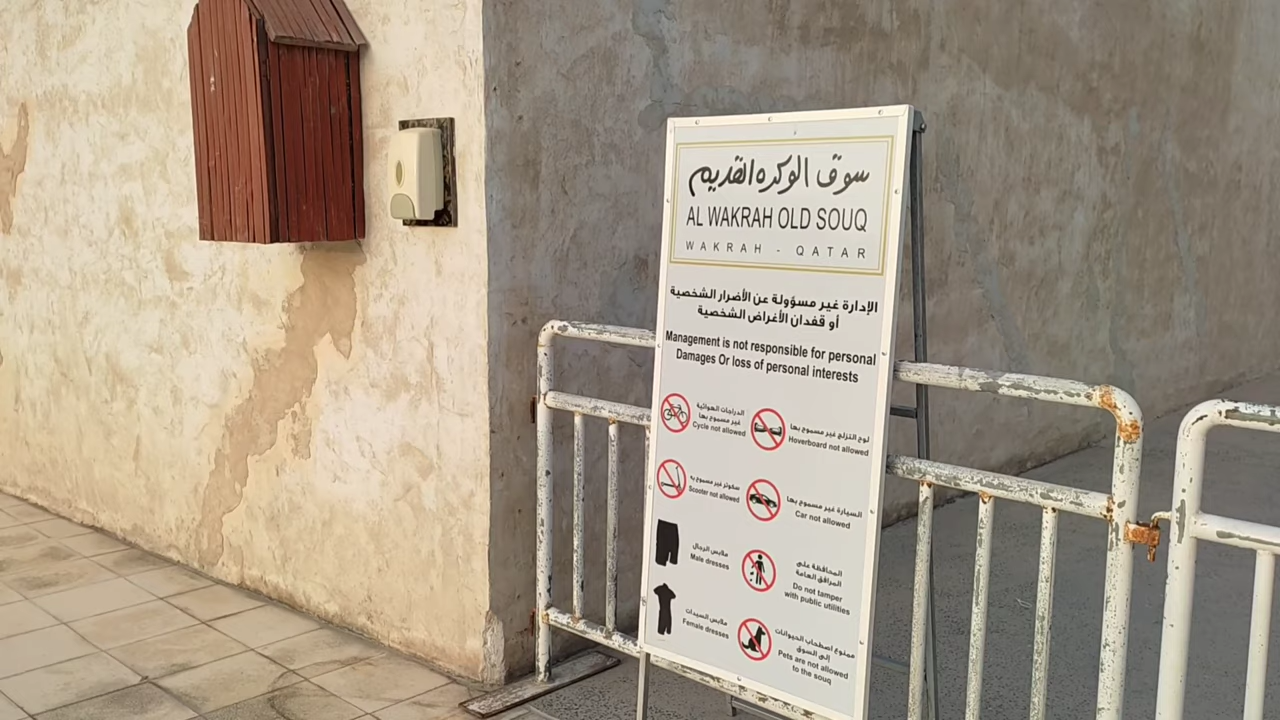 سوق الوكره القديم
AL WAKRAH OLD SOUQ
WAKRAH - QATAR
الإدارة غير مسؤولة عن الأضرار الشخصية
أو فقدان الأغراض الشخصية
Management is not responsible for personal
Damages Or loss of personal interests
الدراجات الهوائية
غير مسموح بها
Cycle not allowed
لوح التزلج غير مسموح بها
Hoverboard not allowed
سكوتر غير مسموح به
Scooter not allowed
السيارة غير مسموح بها
Car not allowed
ملابس الرجال
Male dresses
المحافظة على
المرافق العامة
Do not tamper
with public utilities
ملابس السيدات
Female dresses
ممنوع اصطحاب الحيوانات
إلى السوق
Pets are not allowed
to the souq